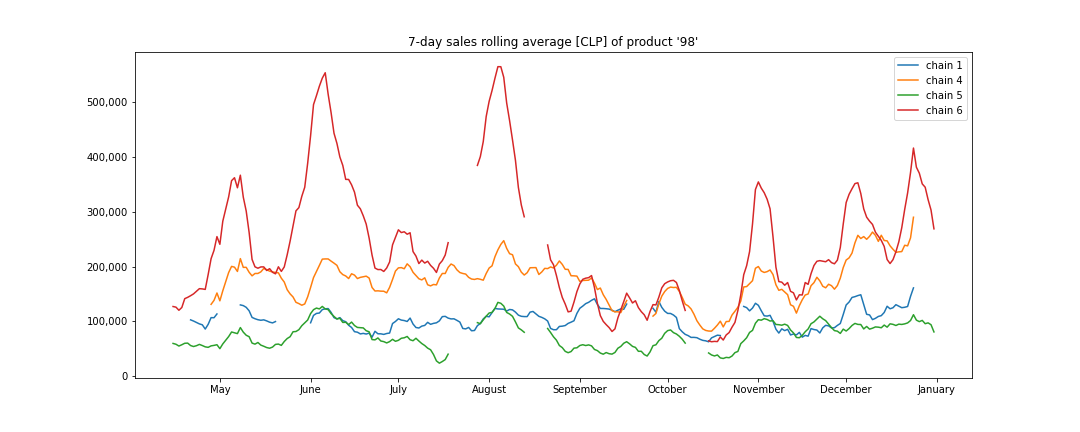 7-day sales rolling average [CLP] of product '98'
chain 1
chain 4
chain 5
chain 6
500,000
400,000
300,000
200,000
100,000
0
May June July August September October November December January